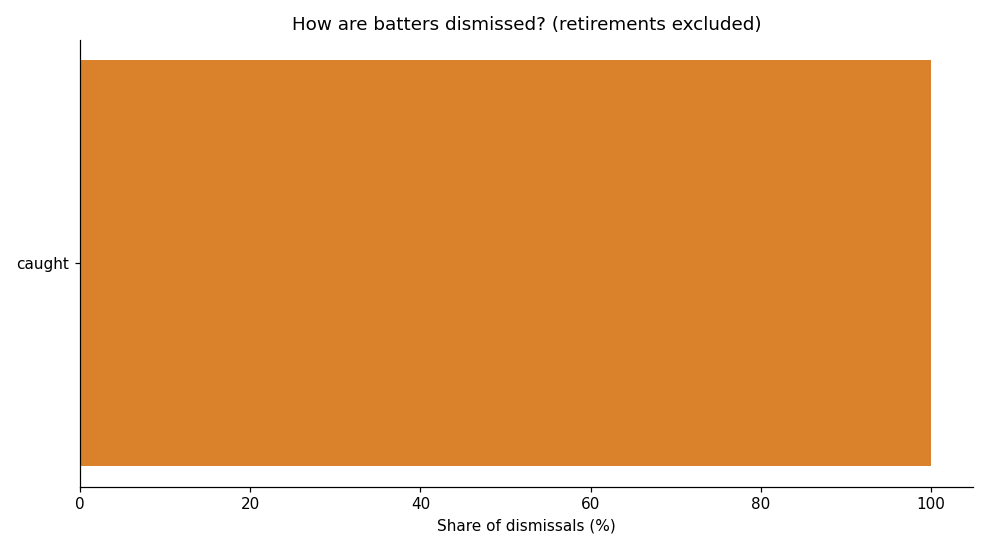 How are batters dismissed? (retirements excluded)
caught
0 20 40 60 80 100
Share of dismissals (%)